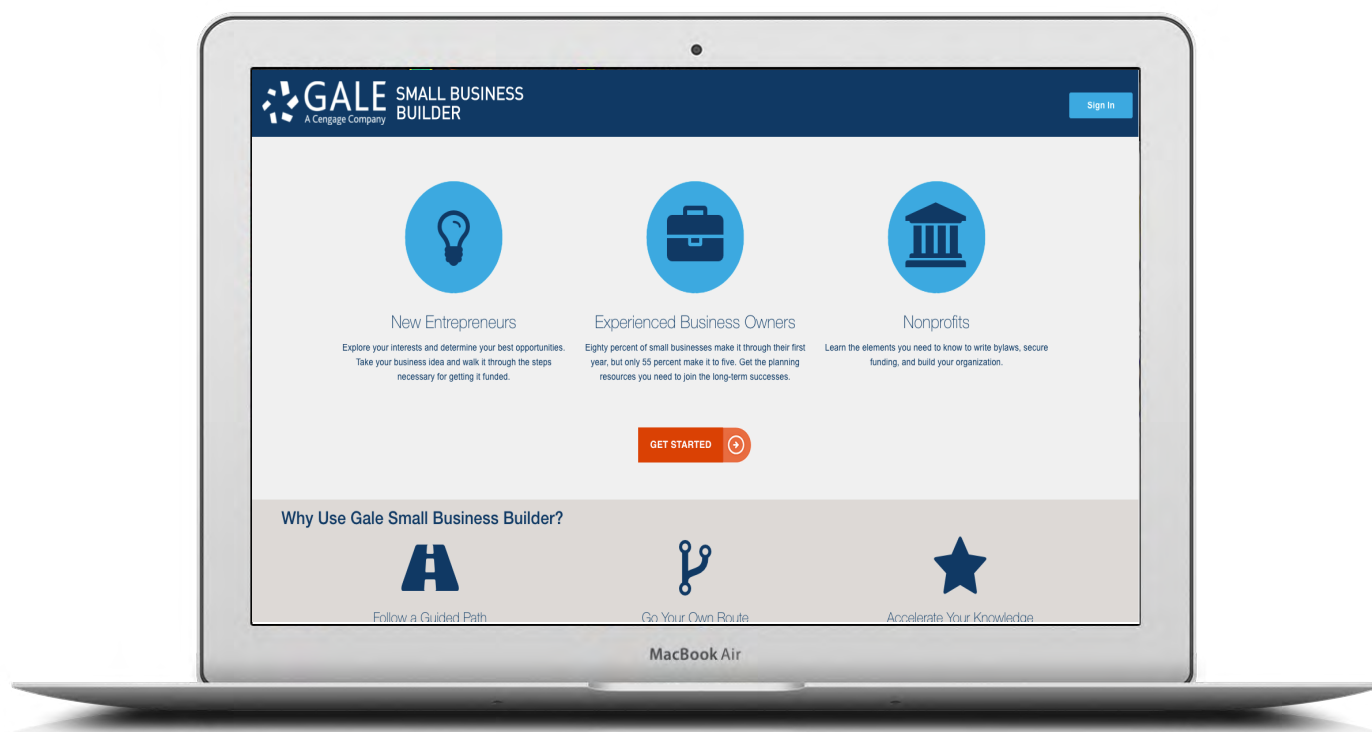 GALE
A Cengage Company
SMALL BUSINESS
BUILDER
Sign In
New Entrepreneurs
Explore your interests and determine your best opportunities.
Take your business idea and walk it through the steps
necessary for getting it funded.
Experienced Business Owners
Eighty percent of small businesses make it through their first
year, but only 55 percent make it to five. Get the planning
resources you need to join the long-term successes.
Nonprofits
Learn the elements you need to know to write bylaws, secure
funding, and build your organization.
GET STARTED
Why Use Gale Small Business Builder?
Follow a Guided Path
Go Your Own Route
Accelerate Your Knowledge
MacBook Air